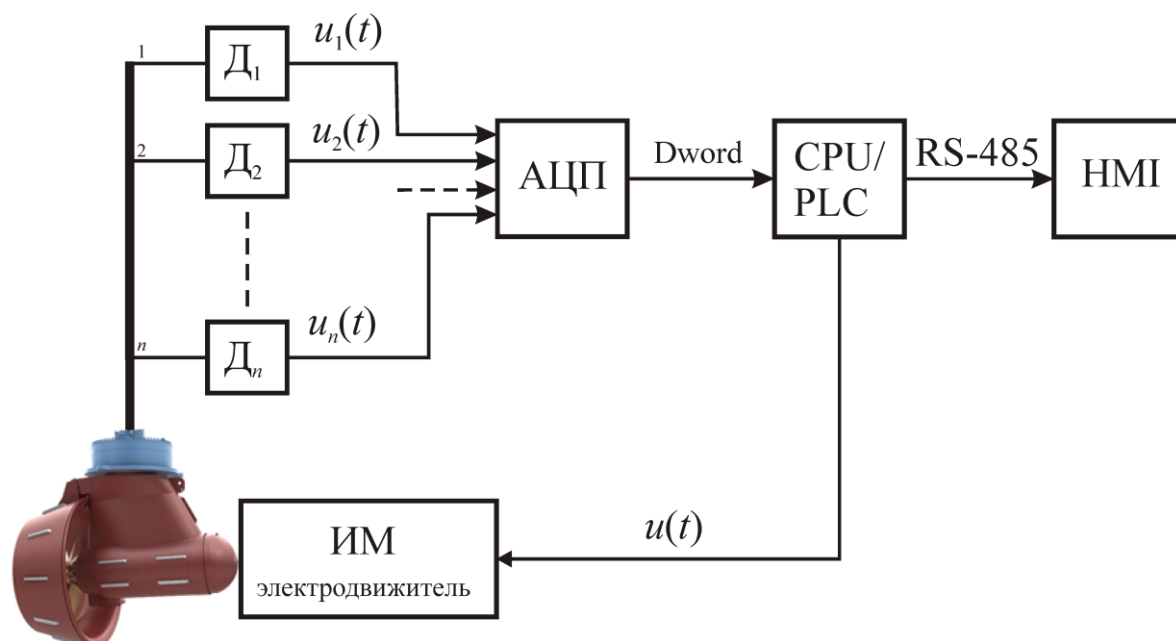 1
Д1
u1(t)
2
Д2
u2(t)
n
Дn
un(t)
АЦП
Dword
CPU/
PLC
RS-485
HMI
ИМ
электродвижитель
u(t)